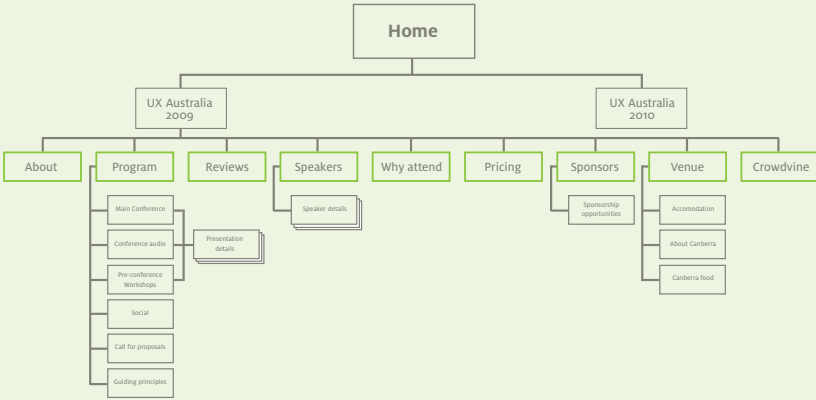 Home
UX Australia
2009
UX Australia
2010
About
Program
Reviews
Speakers
Why attend
Pricing
Sponsors
Venue
Crowdvine
Main Conference
Conference audio
Pre-conference
Workshops
Social
Call for proposals
Guiding principles
Presentation
details
Speaker details
Sponsorship
opportunities
Accomodation
About Canberra
Canberra food